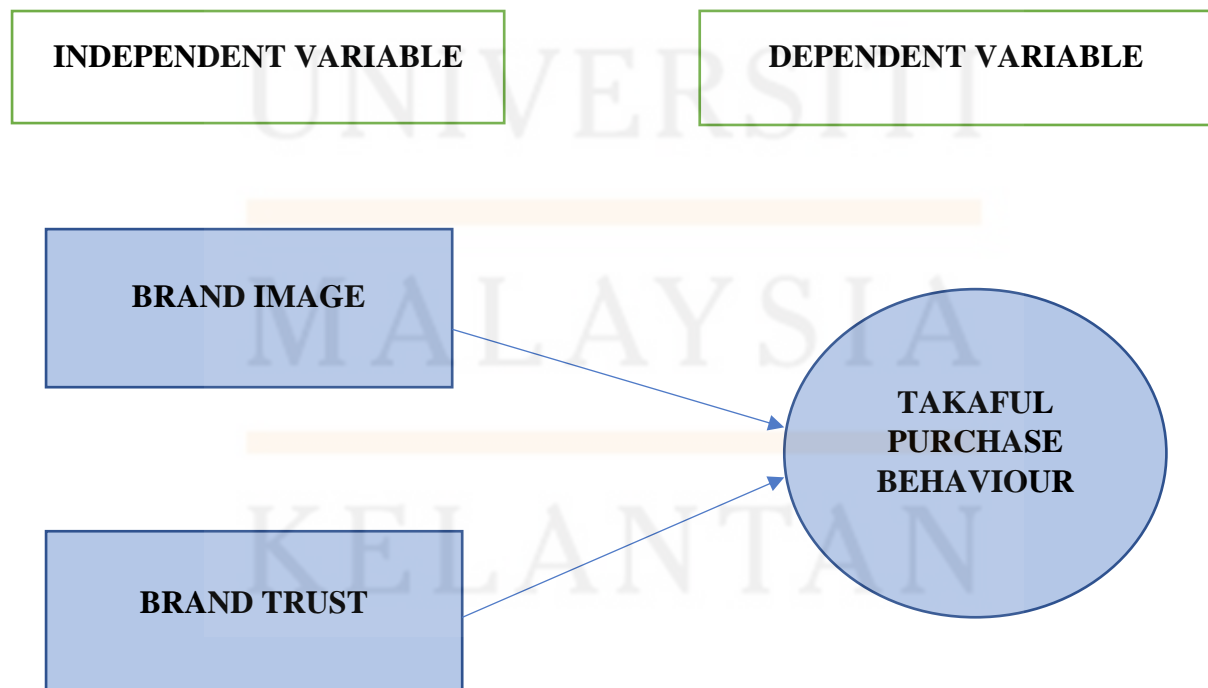 INDEPENDENT VARIABLE
DEPENDENT VARIABLE
UNIVERSITI
BRAND IMAGE
MALAYSIA
TAKAFUL
PURCHASE
BEHAVIOUR
KELANTAN
BRAND TRUST